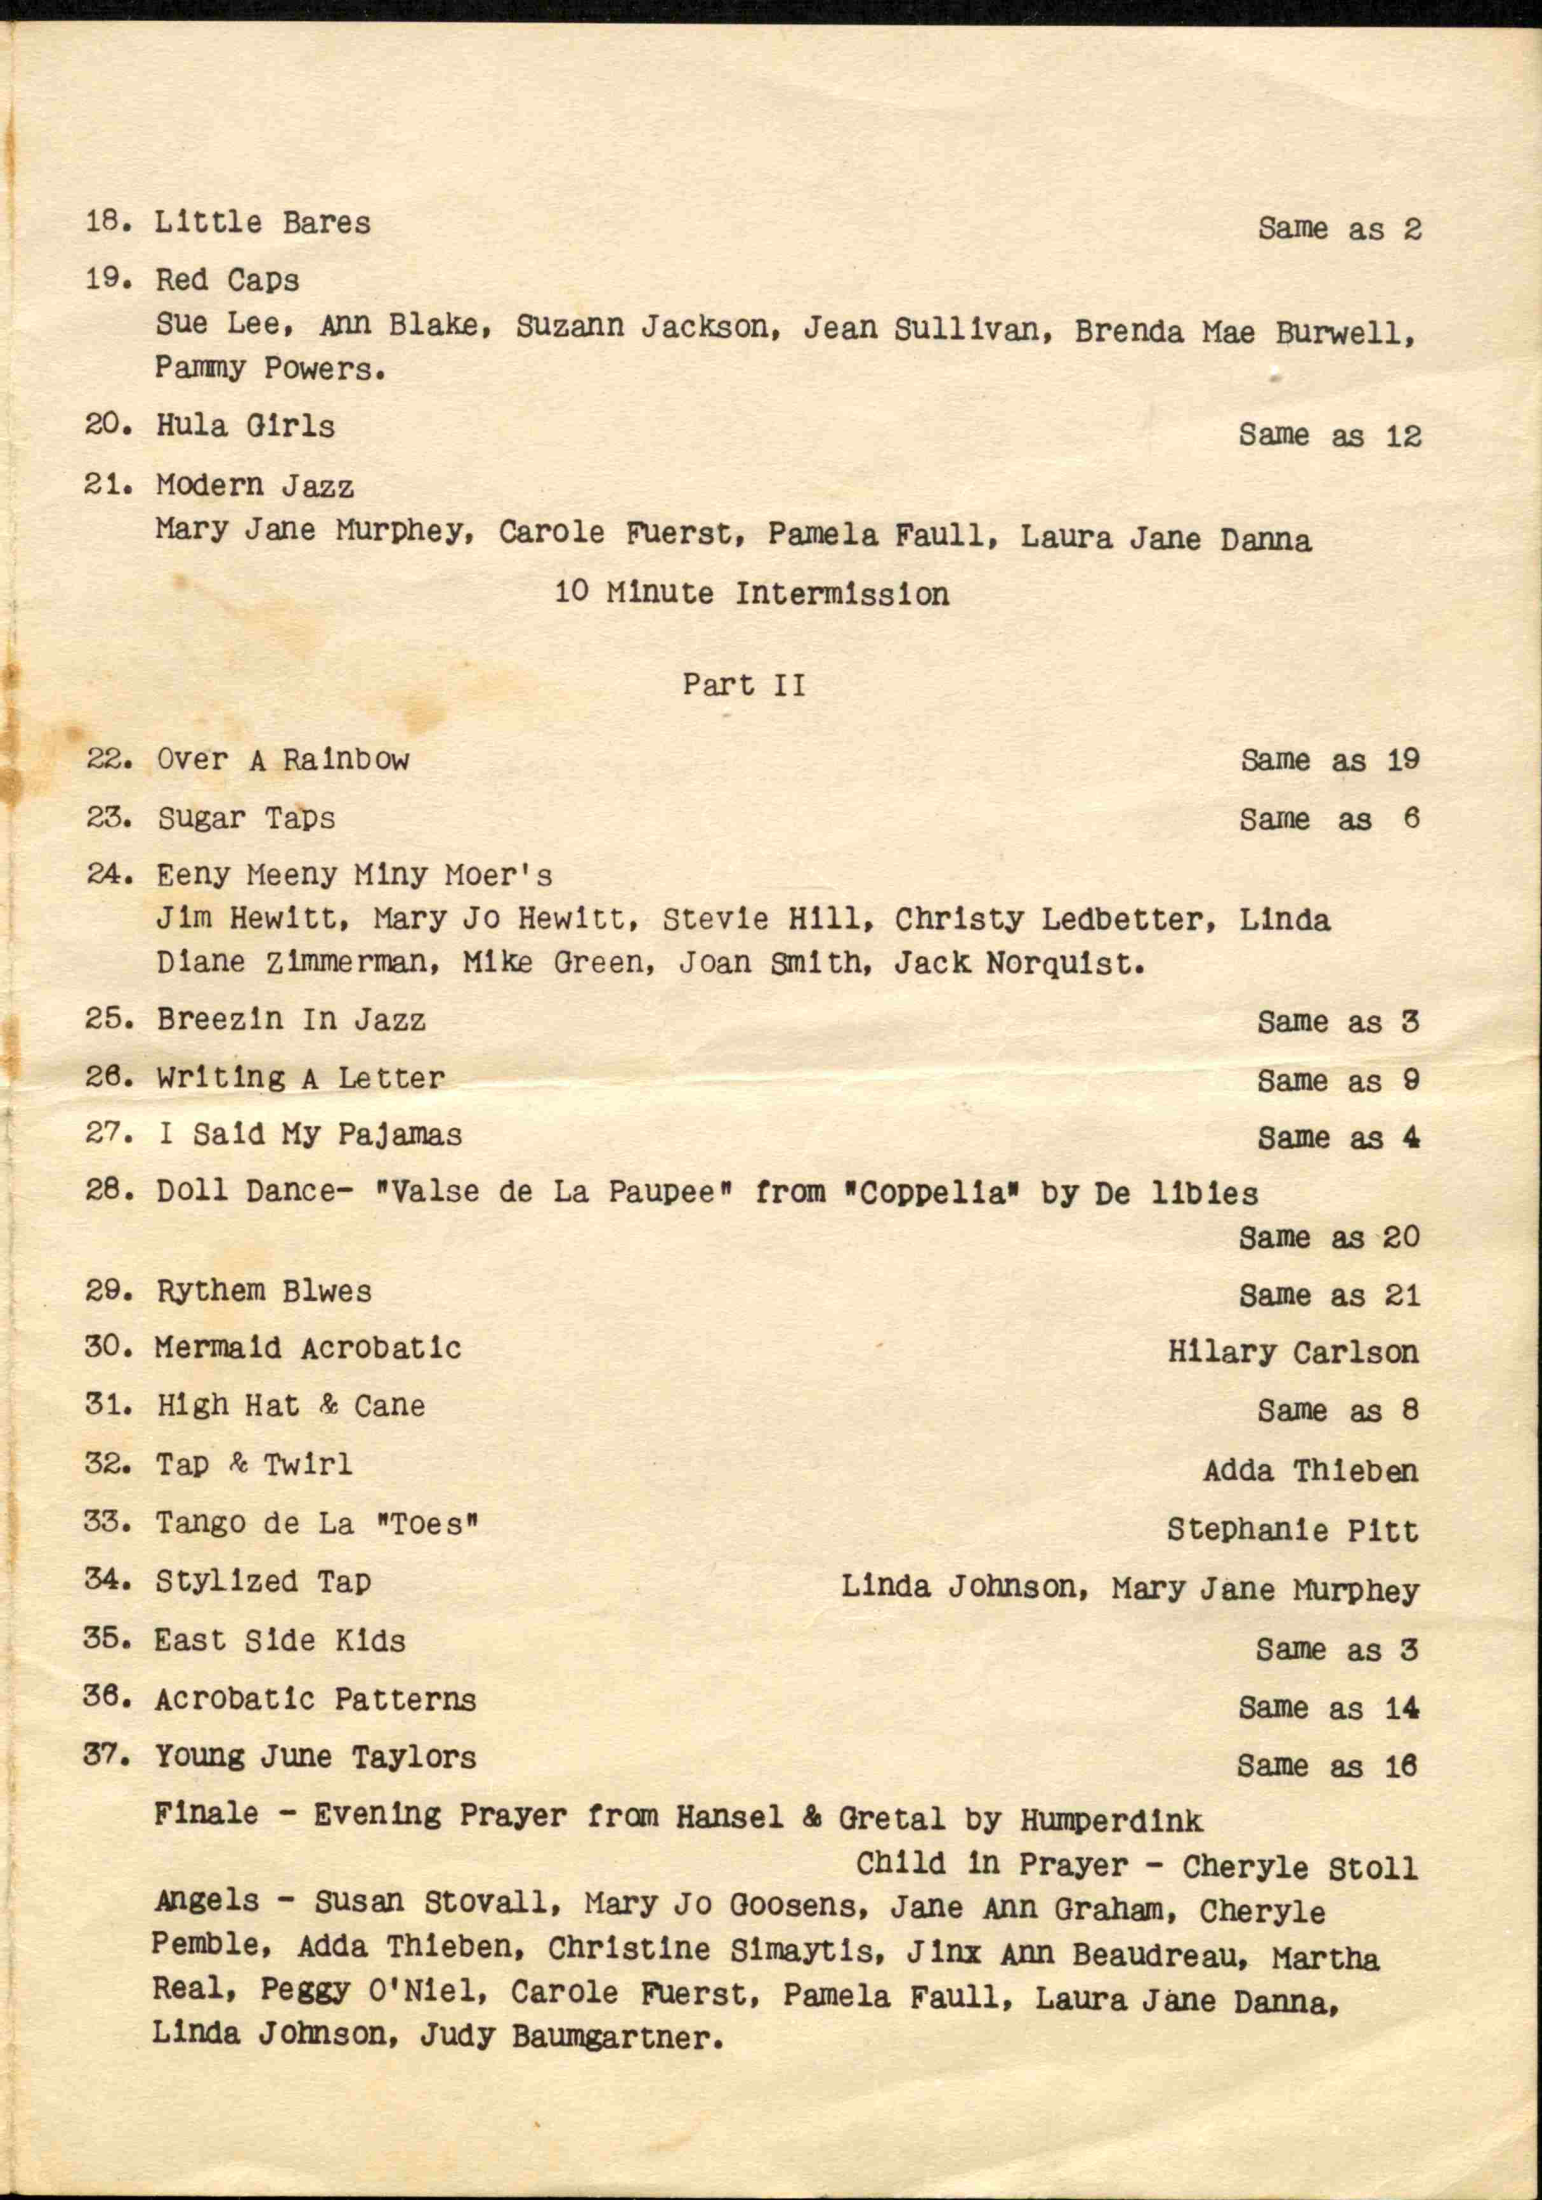 18. Little Bares Same as 2
19. Red Caps
Sue Lee, Ann Blake, Suzann Jackson, Jean Sullivan, Brenda Mae Burwell,
Pammy Powers.
20. Hula Girls Same as 12
21. Modern Jazz
Mary Jane Murphey, Carole Fuerst, Pamela Faull, Laura Jane Danna
10 Minute Intermission
Part II
22. Over A Rainbow Same as 19
23. Sugar Taps Same as 6
24. Eeny Meeny Miny Moer's
Jim Hewitt, Mary Jo Hewitt, Stevie Hill, Christy Ledbetter, Linda
Diane Zimmerman, Mike Green, Joan Smith, Jack Norquist.
25. Breezin In Jazz Same as 3
26. Writing A Letter Same as 9
27. I Said My Pajamas Same as 4
28. Doll Dance- "Valse de La Paupee" from "Coppelia" by De libies
Same as 20
29. Rythem Blwes Same as 21
30. Mermaid Acrobatic Hilary Carlson
31. High Hat & Cane Same as 8
32. Tap & Twirl Adda Thieben
33. Tango de La "Toes" Stephanie Pitt
34. Stylized Tap Linda Johnson, Mary Jane Murphey
35. East Side Kids Same as 3
36. Acrobatic Patterns Same as 14
37. Young June Taylors Same as 16
Finale - Evening Prayer from Hansel & Gretal by Humperdink
Child in Prayer - Cheryle Stoll
Angels - Susan Stovall, Mary Jo Goosens, Jane Ann Graham, Cheryle
Pemble, Adda Thieben, Christine Simaytis, Jinx Ann Beaudreau, Martha
Real, Peggy O'Niel, Carole Fuerst, Pamela Faull, Laura Jane Danna,
Linda Johnson, Judy Baumgartner.